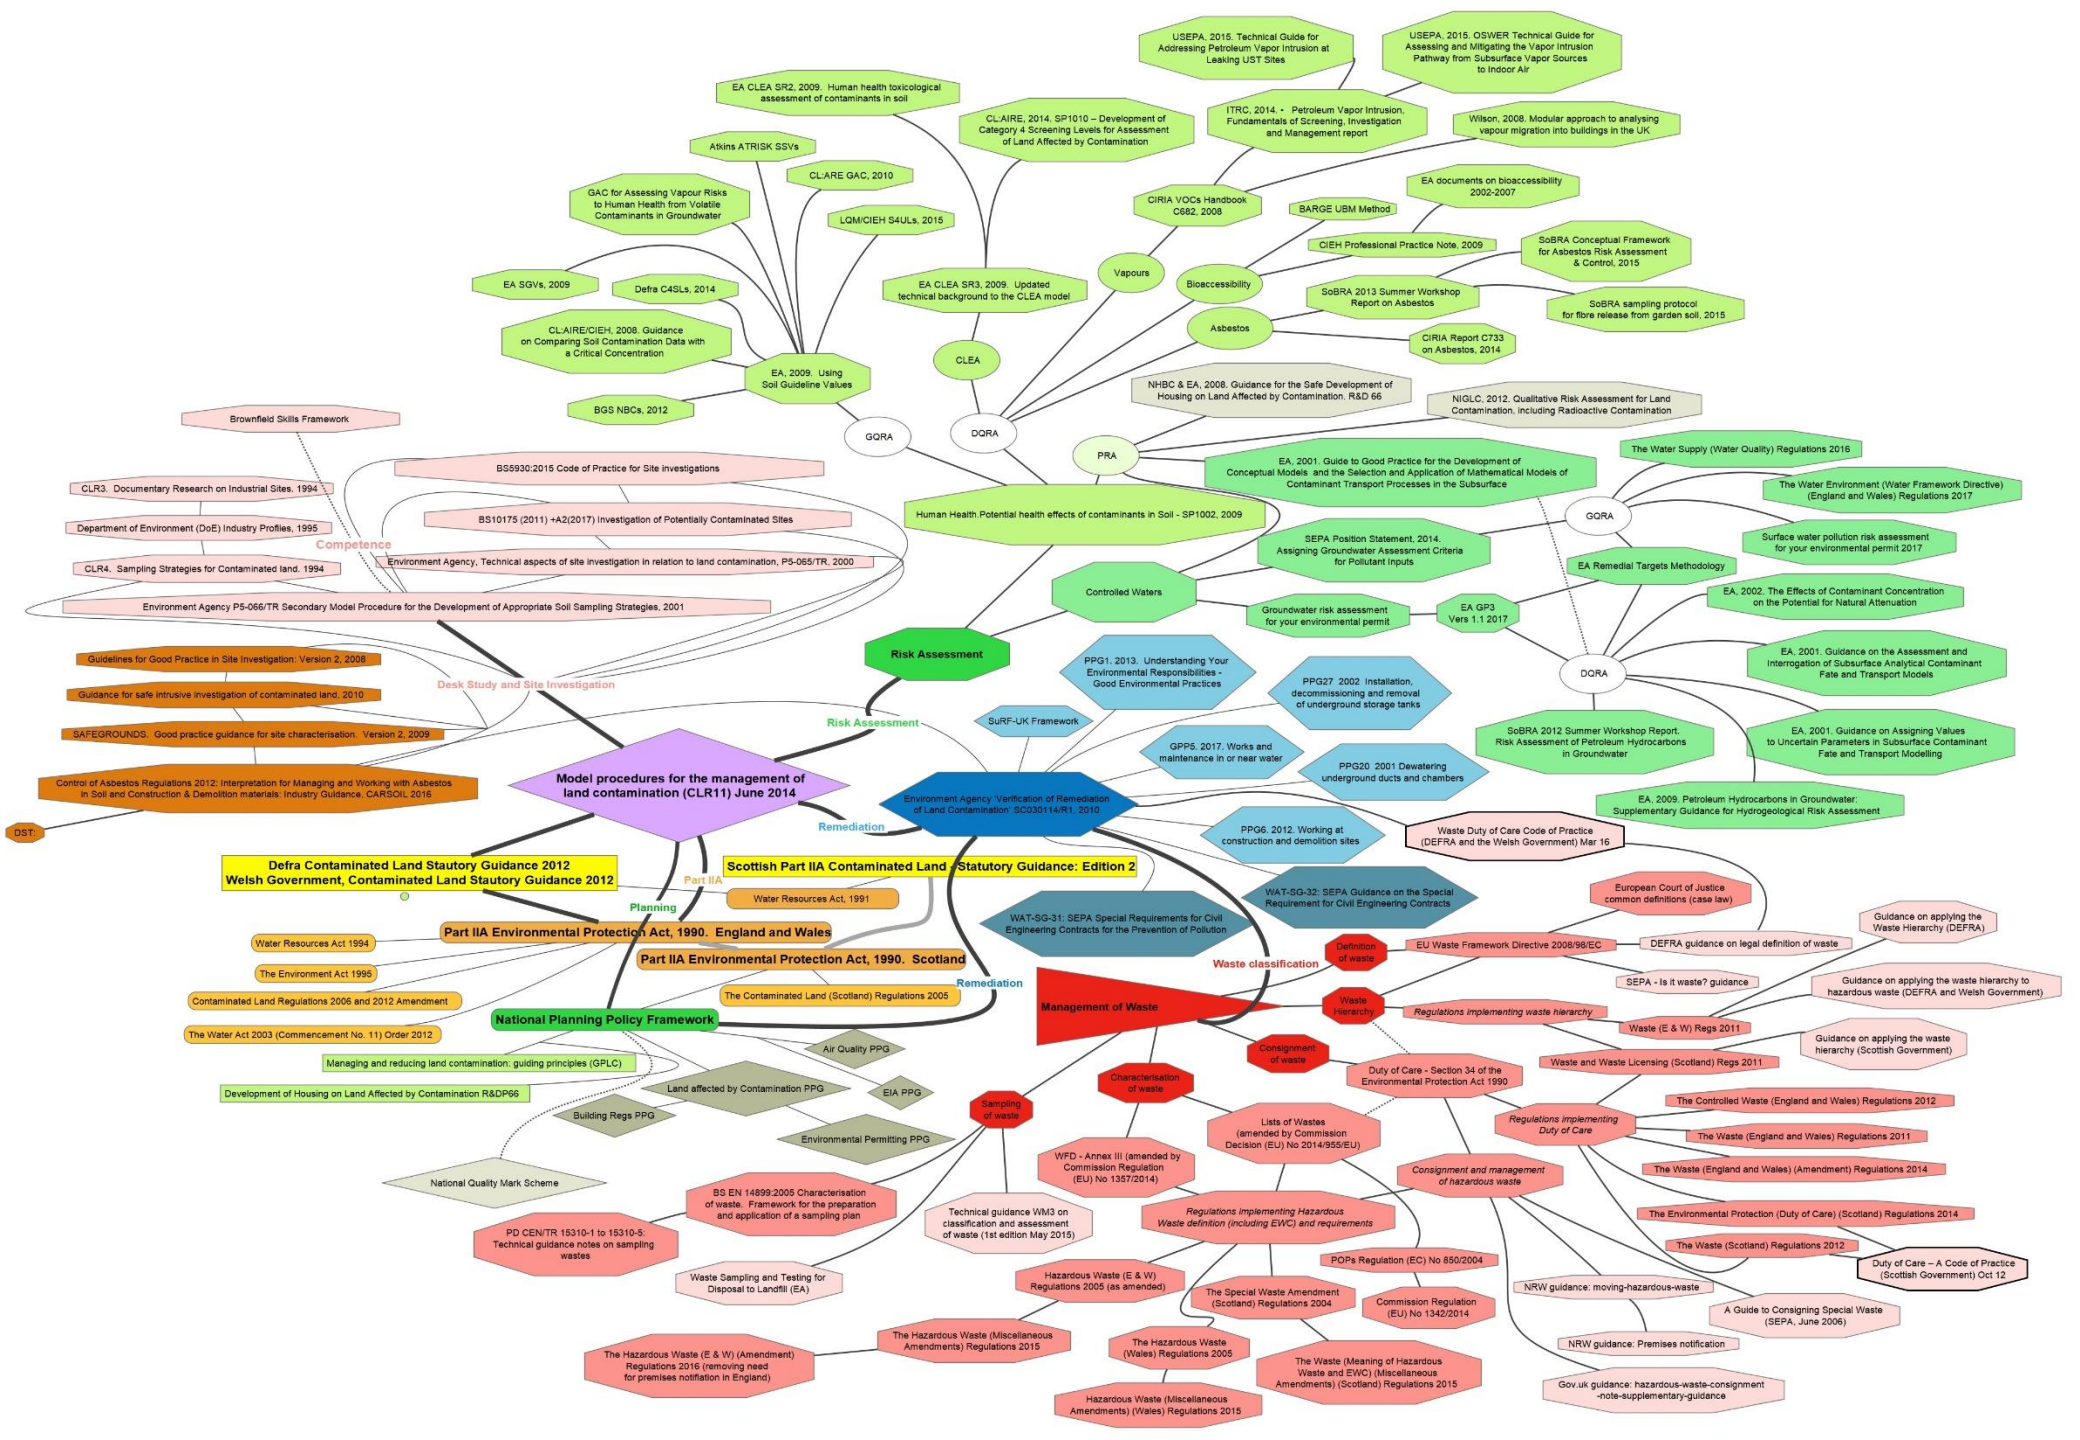 USEPA, 2015. Technical Guide for
Addressing Petroleum Vapor Intrusion at
Leaking UST Sites
USEPA, 2015. OSWER Technical Guide for
Assessing and Mitigating the Vapor Intrusion
Pathway from Subsurface Vapor Sources
to Indoor Air
EA CLEA SR2, 2009. Human health toxicological
assessment of contaminants in soil
CL:AIRE, 2014. SP1010 – Development of
Category 4 Screening Levels for Assessment
of Land Affected by Contamination
ITRC, 2014. • Petroleum Vapor Intrusion,
Fundamentals of Screening, Investigation
and Management report
Wilson, 2008. Modular approach to analysing
vapour migration into buildings in the UK
Atkins ATRISK SSVs
CL:ARE GAC, 2010
GAC for Assessing Vapour Risks
to Human Health from Volatile
Contaminants in Groundwater
LQM/CIEH S4ULs, 2015
CIRIA VOCs Handbook
C682, 2008
EA documents on bioaccessibility
2002-2007
BARGE UBM Method
CIEH Professional Practice Note, 2009
SoBRA Conceptual Framework
for Asbestos Risk Assessment
& Control, 2015
EA SGVs, 2009
Defra C4SLs, 2014
EA CLEA SR3, 2009. Updated
technical background to the CLEA model
Vapours
Bioaccessibility
SoBRA 2013 Summer Workshop
Report on Asbestos
SoBRA sampling protocol
for fibre release from garden soil, 2015
CL:AIRE/CIEH, 2008. Guidance
on Comparing Soil Contamination Data with
a Critical Concentration
Asbestos
CIRIA Report C733
on Asbestos, 2014
CLEA
EA, 2009. Using
Soil Guideline Values
BGS NBCs, 2012
NHBC & EA, 2008. Guidance for the Safe Development of
Housing on Land Affected by Contamination. R&D 66
NIGLC, 2012. Qualitative Risk Assessment for Land
Contamination, including Radioactive Contamination
Brownfield Skills Framework
GQRA
DQRA
PRA
The Water Supply (Water Quality) Regulations 2016
BS5930:2015 Code of Practice for Site investigations
EA, 2001. Guide to Good Practice for the Development of
Conceptual Models and the Selection and Application of Mathematical Models of
Contaminant Transport Processes in the Subsurface
The Water Environment (Water Framework Directive)
(England and Wales) Regulations 2017
CLR3. Documentary Research on Industrial Sites. 1994
BS10175 (2011) +A2(2017) Investigation of Potentially Contaminated Sites
Human Health.Potential health effects of contaminants in Soil - SP1002, 2009
GQRA
Department of Environment (DoE) Industry Profiles, 1995
Competence
SEPA Position Statement, 2014.
Assigning Groundwater Assessment Criteria
for Pollutant Inputs
Surface water pollution risk assessment
for your environmental permit 2017
CLR4. Sampling Strategies for Contaminated land. 1994
Environment Agency, Technical aspects of site investigation in relation to land contamination, P5-065/TR, 2000
EA Remedial Targets Methodology
Environment Agency P5-066/TR Secondary Model Procedure for the Development of Appropriate Soil Sampling Strategies, 2001
Controlled Waters
Groundwater risk assessment
for your environmental permit
EA GP3
Vers 1.1 2017
EA, 2002. The Effects of Contaminant Concentration
on the Potential for Natural Attenuation
Risk Assessment
Guidelines for Good Practice in Site Investigation: Version 2, 2008
PPG1. 2013. Understanding Your
Environmental Responsibilities -
Good Environmental Practices
EA, 2001. Guidance on the Assessment and
Interrogation of Subsurface Analytical Contaminant
Fate and Transport Models
Desk Study and Site Investigation
DQRA
Guidance for safe intrusive investigation of contaminated land, 2010
PPG27 2002 Installation,
decommissioning and removal
of underground storage tanks
Risk Assessment
SuRF-UK Framework
SAFEGROUNDS. Good practice guidance for site characterisation. Version 2, 2009
SoBRA 2012 Summer Workshop Report.
Risk Assessment of Petroleum Hydrocarbons
in Groundwater
EA, 2001. Guidance on Assigning Values
to Uncertain Parameters in Subsurface Contaminant
Fate and Transport Modelling
GPP5. 2017. Works and
maintenance in or near water
Control of Asbestos Regulations 2012: Interpretation for Managing and Working with Asbestos
in Soil and Construction & Demolition materials: Industry Guidance, CARSOIL 2016
Model procedures for the management of
land contamination (CLR11) June 2014
PPG20 2001 Dewatering
underground ducts and chambers
Environment Agency 'Verification of Remediation
of Land Contamination' SC030114/R1, 2010
EA, 2009. Petroleum Hydrocarbons in Groundwater:
Supplementary Guidance for Hydrogeological Risk Assessment
DST:
Remediation
PPG6. 2012. Working at
construction and demolition sites
Waste Duty of Care Code of Practice
(DEFRA and the Welsh Government) Mar 16
Defra Contaminated Land Stautory Guidance 2012
Welsh Government, Contaminated Land Stautory Guidance 2012
Scottish Part IIA Contaminated Land - Statutory Guidance: Edition 2
Part IIA
Water Resources Act, 1991
WAT-SG-32: SEPA Guidance on the Special
Requirement for Civil Engineering Contracts
European Court of Justice
common definitions (case law)
Planning
WAT-SG-31: SEPA Special Requirements for Civil
Engineering Contracts for the Prevention of Pollution
Guidance on applying the
Waste Hierarchy (DEFRA)
Part IIA Environmental Protection Act, 1990. England and Wales
Water Resources Act 1994
Definition
of waste
EU Waste Framework Directive 2008/98/EC
DEFRA guidance on legal definition of waste
Part IIA Environmental Protection Act, 1990. Scotland
Waste classification
The Environment Act 1995
Remediation
SEPA - Is it waste? guidance
Guidance on applying the waste hierarchy to
hazardous waste (DEFRA and Welsh Government)
Contaminated Land Regulations 2006 and 2012 Amendment
The Contaminated Land (Scotland) Regulations 2005
Management of Waste
Waste
Hierarchy
Regulations implementing waste hierarchy
National Planning Policy Framework
Waste (E & W) Regs 2011
The Water Act 2003 (Commencement No. 11) Order 2012
Air Quality PPG
Consignment
of waste
Guidance on applying the waste
hierarchy (Scottish Government)
Managing and reducing land contamination: guiding principles (GPLC)
Waste and Waste Licensing (Scotland) Regs 2011
Duty of Care - Section 34 of the
Environmental Protection Act 1990
Development of Housing on Land Affected by Contamination R&DP66
Land affected by Contamination PPG
EIA PPG
Characterisation
of waste
Sampling
of waste
The Controlled Waste (England and Wales) Regulations 2012
Building Regs PPG
Regulations implementing
Duty of Care
Environmental Permitting PPG
Lists of Wastes
(amended by Commission
Decision (EU) No 2014/955/EU)
The Waste (England and Wales) Regulations 2011
WFD - Annex III (amended by
Commission Regulation
(EU) No 1357/2014)
The Waste (England and Wales) (Amendment) Regulations 2014
National Quality Mark Scheme
Consignment and management
of hazardous waste
BS EN 14899:2005 Characterisation
of waste. Framework for the preparation
and application of a sampling plan
Technical guidance WM3 on
classification and assessment
of waste (1st edition May 2015)
Regulations implementing Hazardous
Waste definition (including EWC) and requirements
The Environmental Protection (Duty of Care) (Scotland) Regulations 2014
PD CEN/TR 15310-1 to 15310-5:
Technical guidance notes on sampling
wastes
The Waste (Scotland) Regulations 2012
POPs Regulation (EC) No 850/2004
Duty of Care – A Code of Practice
(Scottish Government) Oct 12
Waste Sampling and Testing for
Disposal to Landfill (EA)
Hazardous Waste (E & W)
Regulations 2005 (as amended)
NRW guidance: moving-hazardous-waste
The Special Waste Amendment
(Scotland) Regulations 2004
Commission Regulation
(EU) No 1342/2014
A Guide to Consigning Special Waste
(SEPA, June 2006)
The Hazardous Waste (Miscellaneous
Amendments) Regulations 2015
The Hazardous Waste
(Wales) Regulations 2005
NRW guidance: Premises notification
The Hazardous Waste (E & W) (Amendment)
Regulations 2016 (removing need
for premises notifiation in England)
The Waste (Meaning of Hazardous
Waste and EWC) (Miscellaneous
Amendments) (Scotland) Regulations 2015
Gov.uk guidance: hazardous-waste-consignment
-note-supplementary-guidance
Hazardous Waste (Miscellaneous
Amendments) (Wales) Regulations 2015